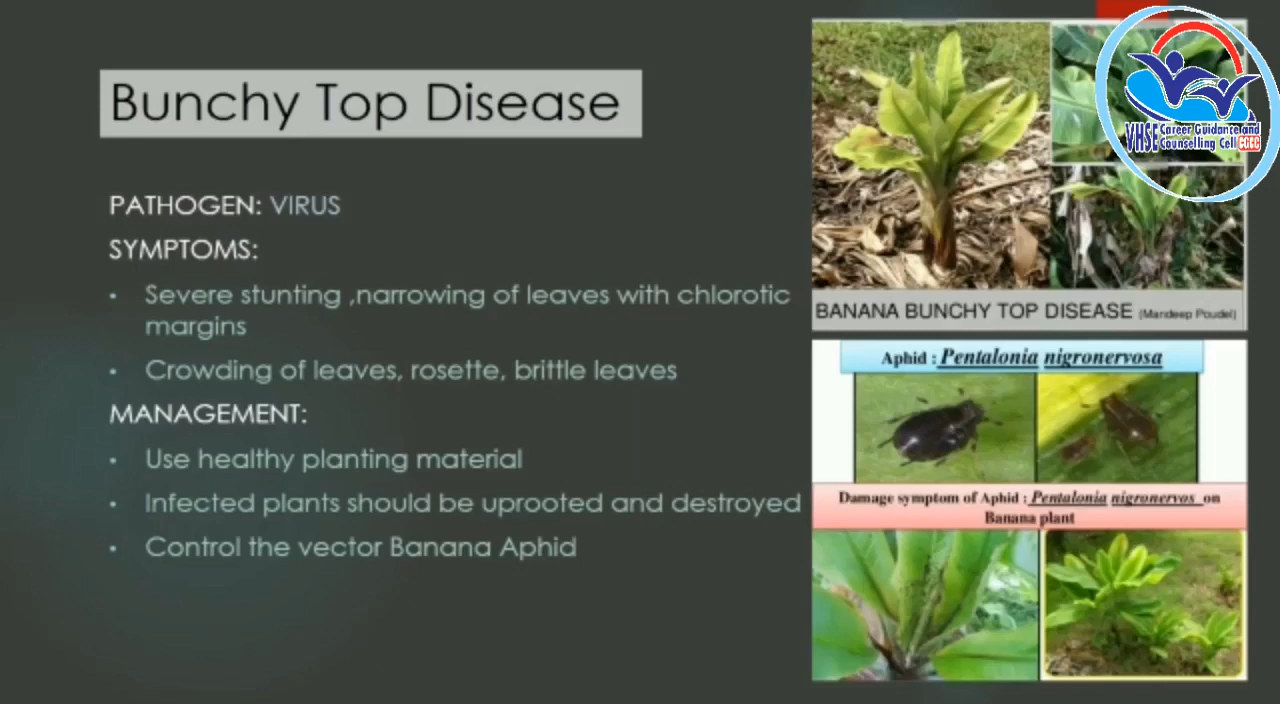 Bunchy Top Disease
PATHOGEN: VIRUS
SYMPTOMS:
• Severe stunting ,narrowing of leaves with chlorotic
margins
• Crowding of leaves, rosette, brittle leaves
MANAGEMENT:
• Use healthy planting material
• Infected plants should be uprooted and destroyed
• Control the vector Banana Aphid
VHSE Career Guidance and
Counselling Cell CGCC
BANANA BUNCHY TOP DISEASE (Mandeep Poudel)
Aphid : Pentalonia nigronervosa
Damage symptom of Aphid : Pentalonia nigronervos on
Banana plant